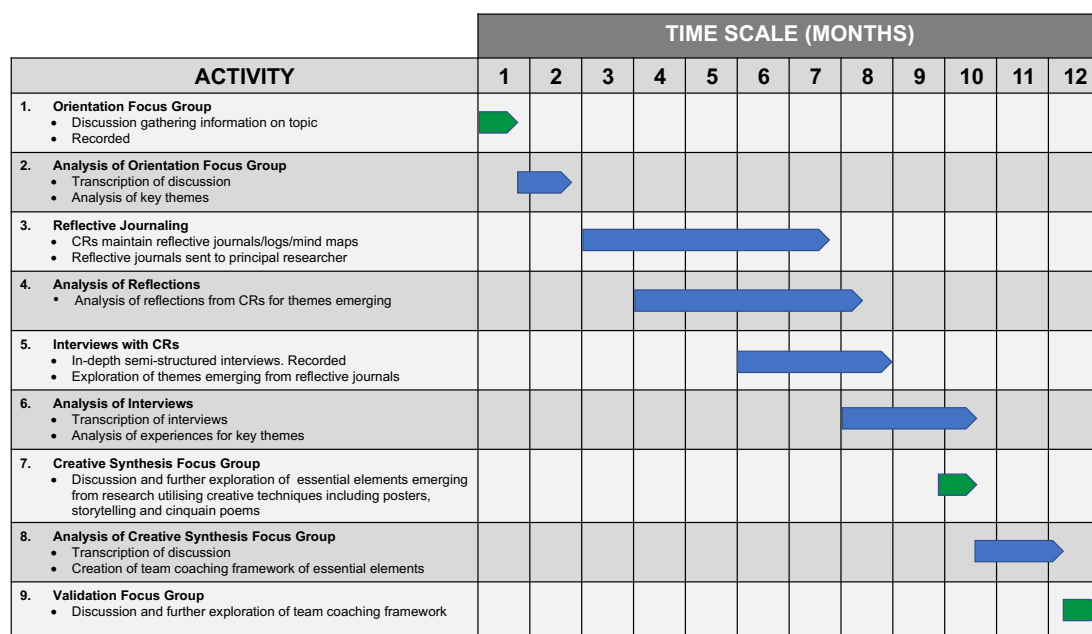 TIME SCALE (MONTHS)
ACTIVITY 1 2 3 4 5 6 7 8 9 10 11 12
1. Orientation Focus Group
• Discussion gathering information on topic
• Recorded
2. Analysis of Orientation Focus Group
• Transcription of discussion
• Analysis of key themes
3. Reflective Journaling
• CRs maintain reflective journals/logs/mind maps
• Reflective journals sent to principal researcher
4. Analysis of Reflections
• Analysis of reflections from CRs for themes emerging
5. Interviews with CRs
• In-depth semi-structured interviews. Recorded
• Exploration of themes emerging from reflective journals
6. Analysis of Interviews
• Transcription of interviews
• Analysis of experiences for key themes
7. Creative Synthesis Focus Group
• Discussion and further exploration of essential elements emerging
from research utilising creative techniques including posters,
storytelling and cinquain poems
8. Analysis of Creative Synthesis Focus Group
• Transcription of discussion
• Creation of team coaching framework of essential elements
9. Validation Focus Group
• Discussion and further exploration of team coaching framework